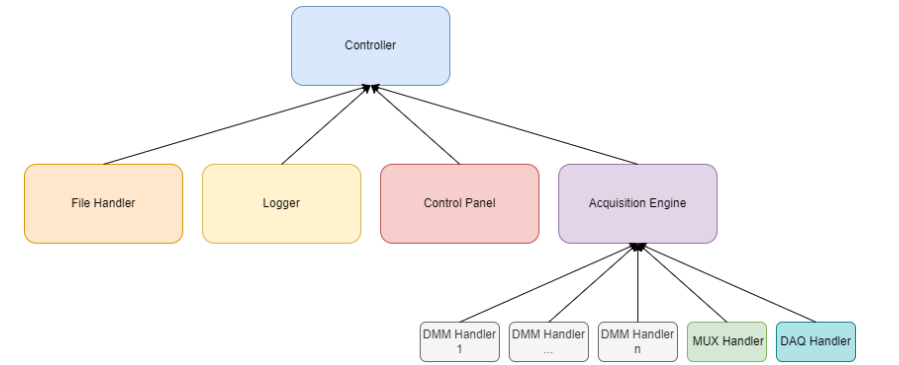 Controller
File Handler
Logger
Control Panel
Acquisition Engine
DMM Handler
1
DMM Handler
...
DMM Handler
n
MUX Handler
DAQ Handler